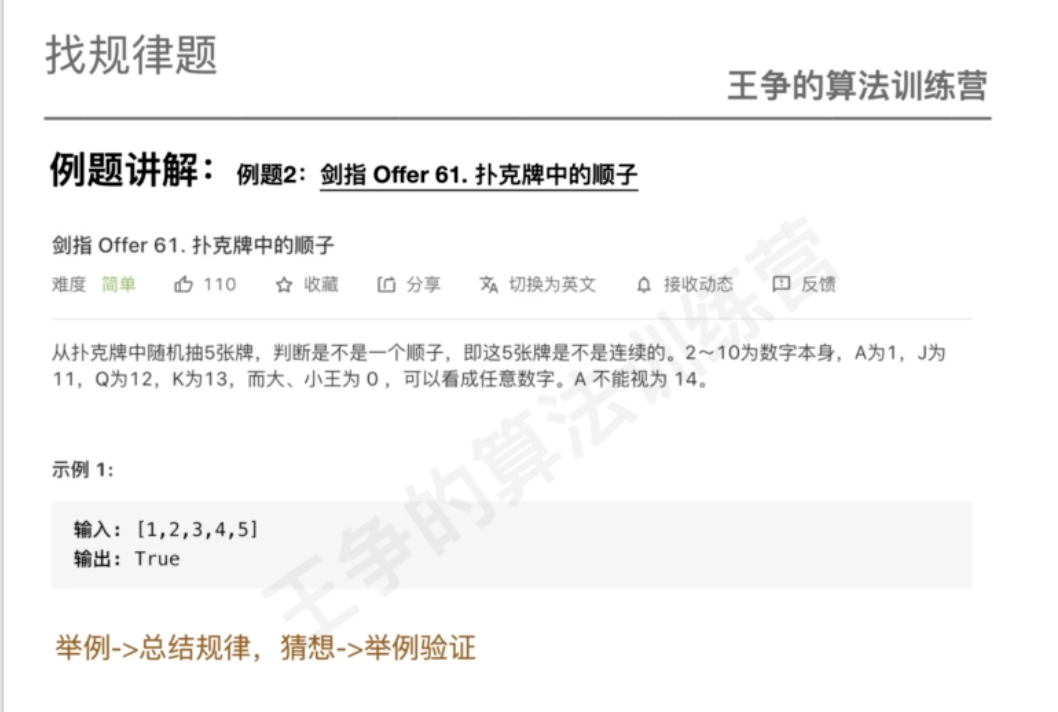 找规律题
王争的算法训练营
例题讲解：例题2：剑指 Offer 61. 扑克牌中的顺子
剑指 Offer 61. 扑克牌中的顺子
难度 简单 110 收藏 分享 切换为英文 接收动态 反馈
从扑克牌中随机抽5张牌，判断是不是一个顺子，即这5张牌是不是连续的。2～10为数字本身，A为1，J为
11，Q为12，K为13，而大、小王为 0 ，可以看成任意数字。A 不能视为 14。
示例 1:
输入: [1,2,3,4,5]
输出: True
举例->总结规律，猜想->举例验证
王争的算法训练营